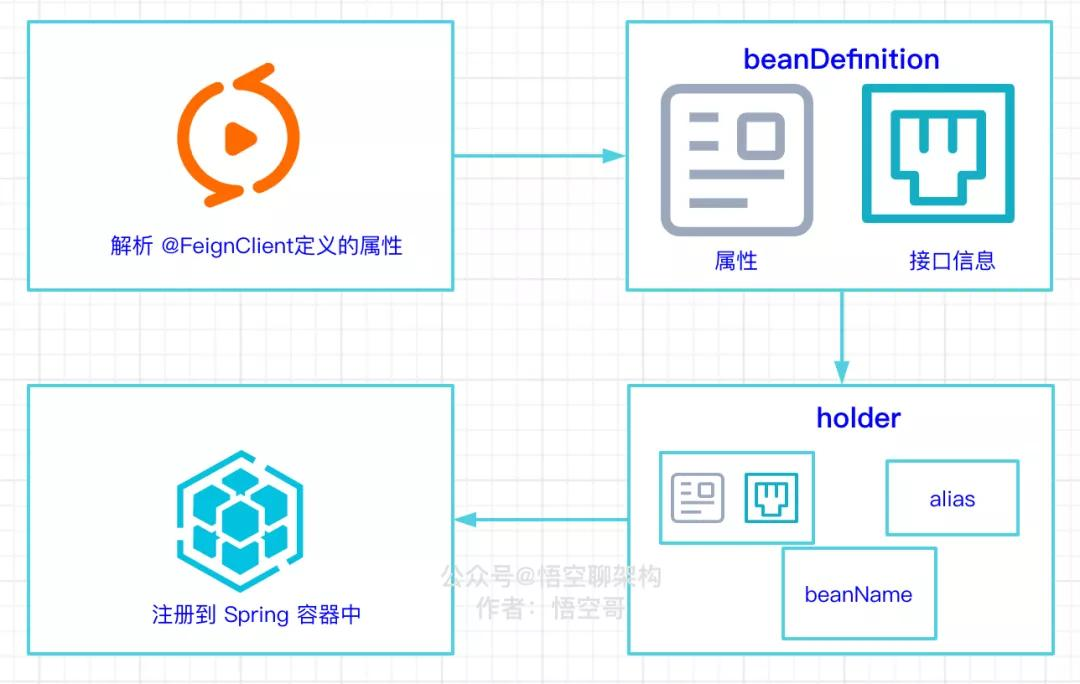 解析 @FeignClient定义的属性
beanDefinition
属性
接口信息
holder
alias
beanName
注册到 Spring 容器中
公众号@悟空聊架构
作者：悟空哥